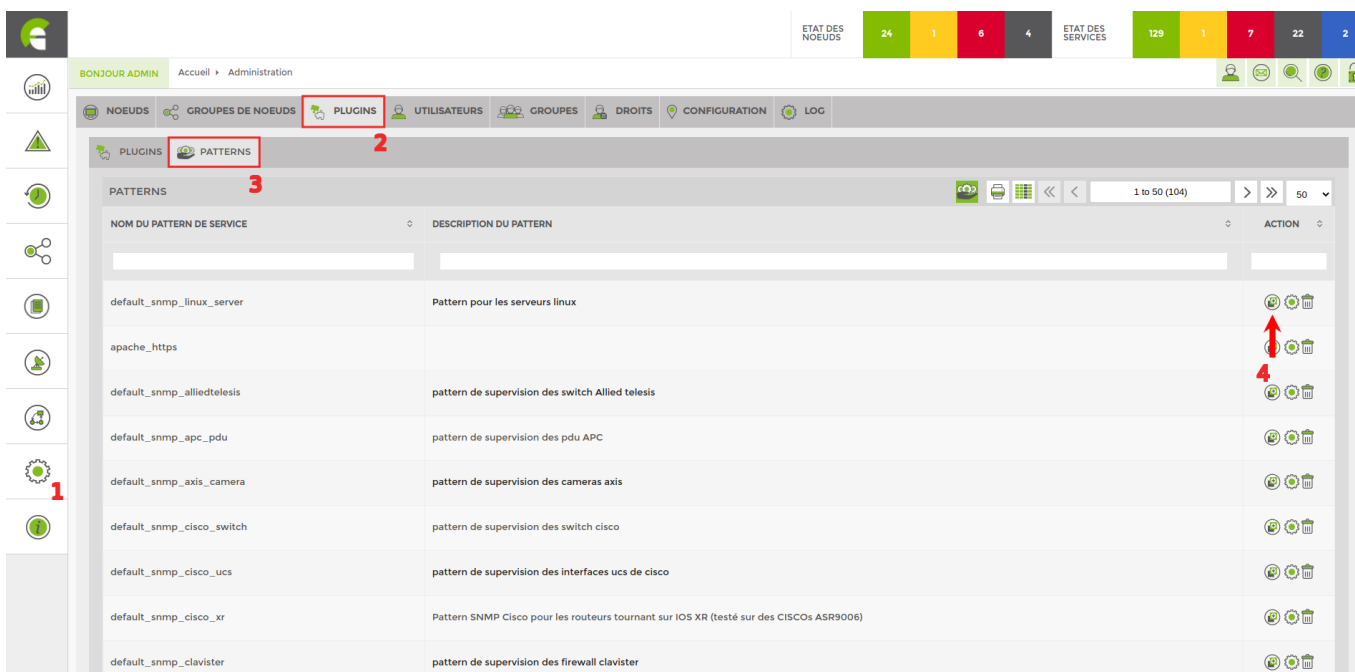 ETAT DES NOEUDS 24 1 6 4 ETAT DES SERVICES 129 1 7 22 2
BONJOUR ADMIN Accueil Administration
NOEUDS GROUPES DE NOEUDS PLUGINS UTILISATEURS GROUPES DROITS CONFIGURATION LOG
2
PLUGINS PATTERNS
3
PATTERNS 1 to 50 (104) 50
NOM DU PATTERN DE SERVICE DESCRIPTION DU PATTERN ACTION
default_snmp_linux_server Pattern pour les serveurs linux
apache_https
4
default_snmp_alliedtelesis pattern de supervision des switch Allied telesis
default_snmp_apc_pdu pattern de supervision des pdu APC
default_snmp_axis_camera pattern de supervision des cameras axis
1
default_snmp_cisco_switch pattern de supervision des switch cisco
default_snmp_cisco_ucs pattern de supervision des interfaces ucs de cisco
default_snmp_cisco_xr Pattern SNMP Cisco pour les routeurs tournant sur IOS XR (testé sur des CISCOs ASR9006)
default_snmp_clavister pattern de supervision des firewall clavister